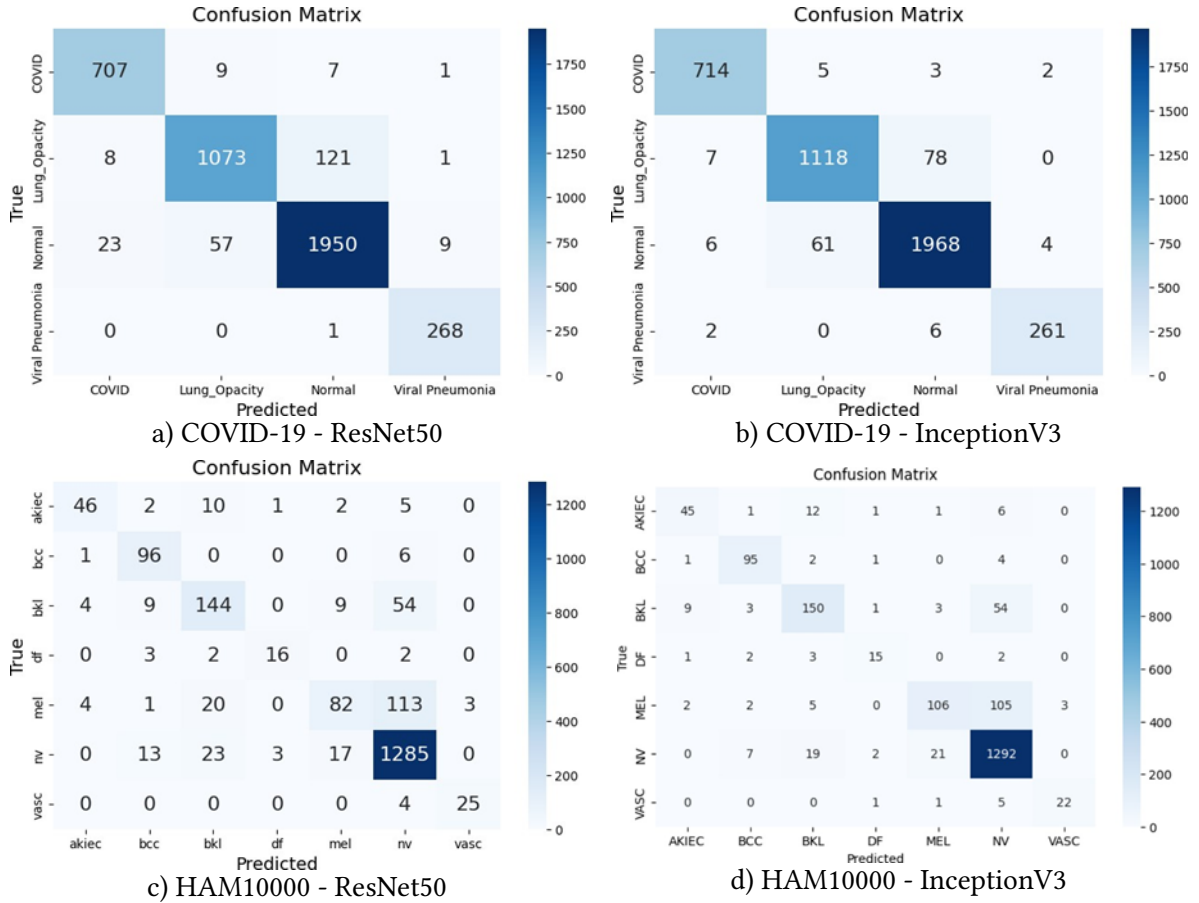 Confusion Matrix
COVID 707 9 7 1
Lung_Opacity 8 1073 121 1
Normal 23 57 1950 9
Viral Pneumonia 0 0 1 268
True
COVID Lung_Opacity Normal Viral Pneumonia
Predicted
1750
1500
1250
1000
750
500
250
0
a) COVID-19 - ResNet50
Confusion Matrix
COVID 714 5 3 2
Lung_Opacity 7 1118 78 0
Normal 6 61 1968 4
Viral Pneumonia 2 0 6 261
True
COVID Lung_Opacity Normal Viral Pneumonia
Predicted
1750
1500
1250
1000
750
500
250
0
b) COVID-19 - InceptionV3
Confusion Matrix
akiec 46 2 10 1 2 5 0
bcc 1 96 0 0 0 6 0
bkl 4 9 144 0 9 54 0
df 0 3 2 16 0 2 0
mel 4 1 20 0 82 113 3
nv 0 13 23 3 17 1285 0
vasc 0 0 0 0 0 4 25
True
akiec bcc bkl df mel nv vasc
Predicted
1200
1000
800
600
400
200
0
c) HAM10000 - ResNet50
Confusion Matrix
AKIEC 45 1 12 1 1 6 0
BCC 1 95 2 1 0 4 0
BKL 9 3 150 1 3 54 0
DF 1 2 3 15 0 2 0
MEL 2 2 5 0 106 105 3
NV 0 7 19 2 21 1292 0
VASC 0 0 0 1 1 5 22
True
AKIEC BCC BKL DF MEL NV VASC
Predicted
1200
1000
800
600
400
200
0
d) HAM10000 - InceptionV3